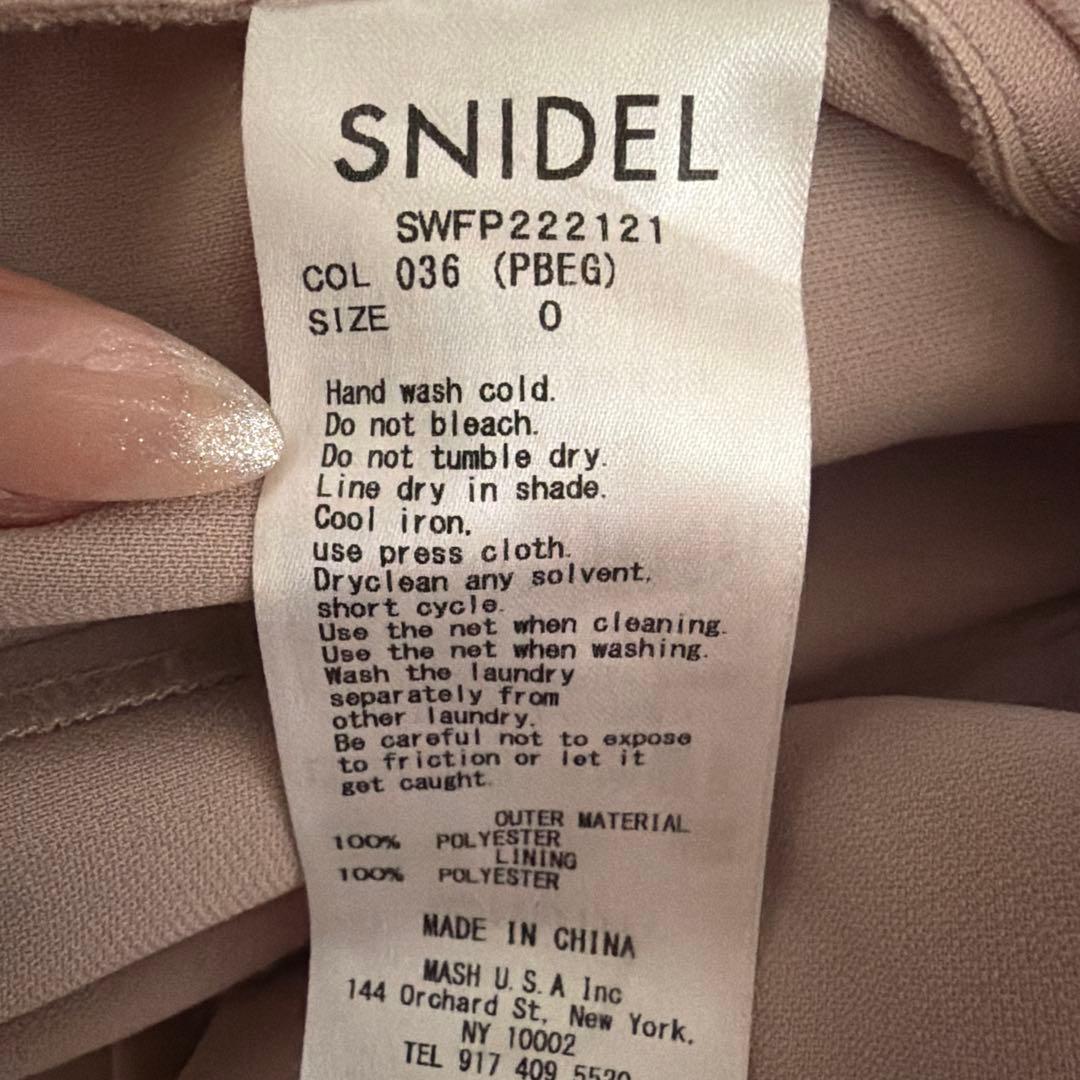 SNIDEL
SWFP222121
COL 036 (PBEG)
SIZE 0
Hand wash cold.
Do not bleach.
Do not tumble dry.
Line dry in shade.
Cool iron,
use press cloth.
Dryclean any solvent,
short cycle.
Use the net when cleaning.
Use the net when washing.
Wash the laundry
separately from
other laundry.
Be careful not to expose
to friction or let it
get caught.
OUTER MATERIAL
100% POLYESTER
LINING
100% POLYESTER
MADE IN CHINA
MASH U.S.A Inc
144 Orchard St, New York.
NY 10002
TEL 917 409